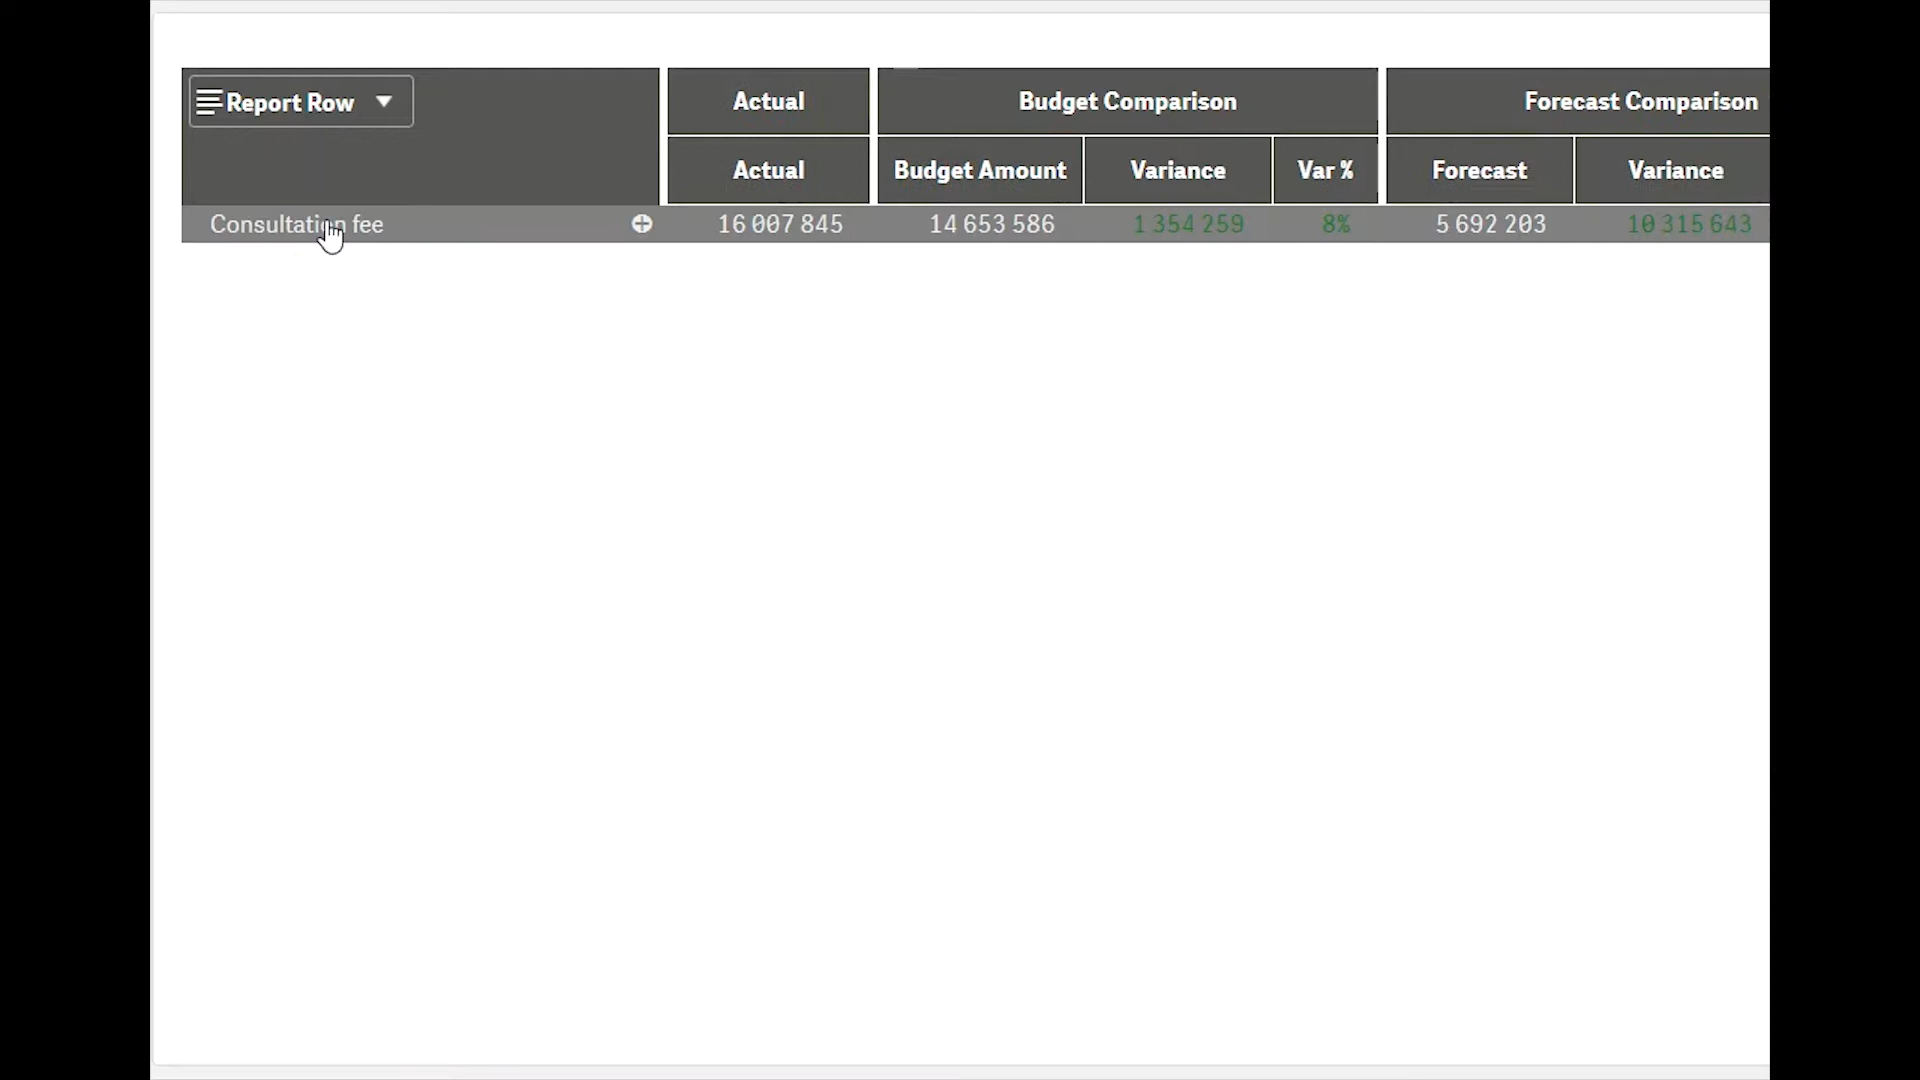 Report Row Actual Budget Comparison Forecast Comparison
Actual Budget Amount Variance Var % Forecast Variance
Consultation fee 16 007 845 14 653 586 1 354 259 8% 5 692 203 10 315 643